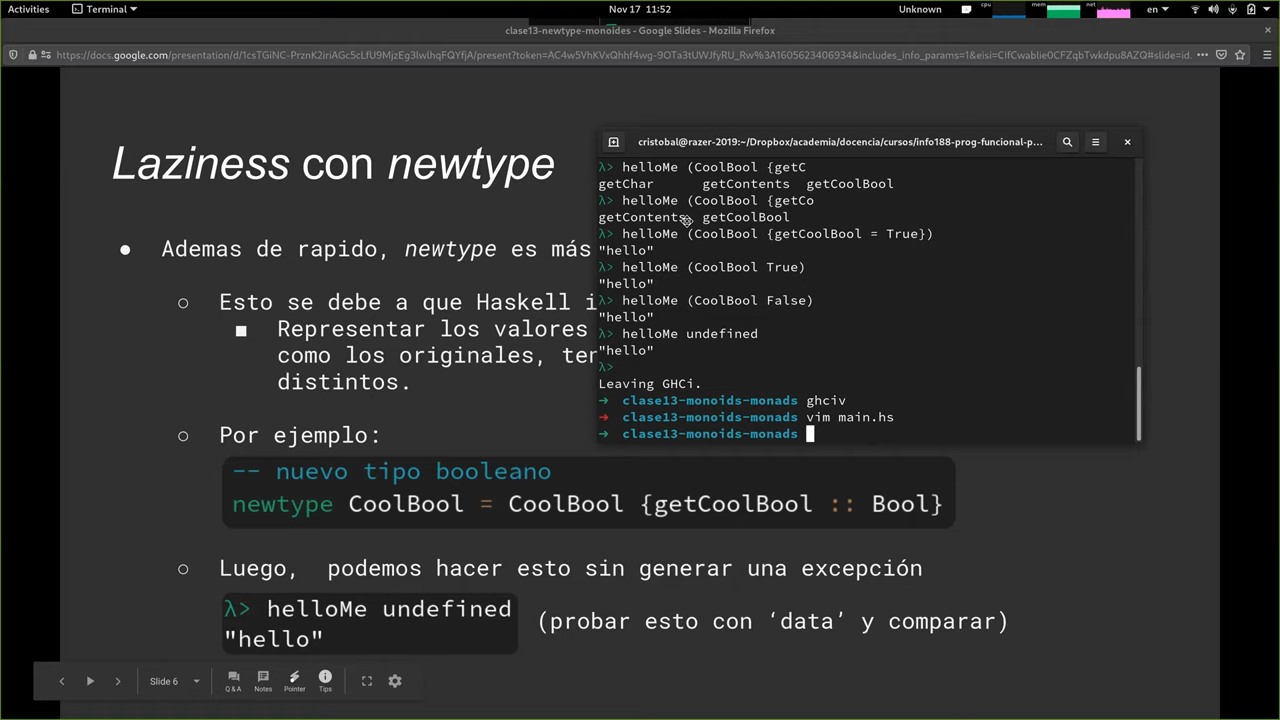 Activities
Terminal
Nov 17 11:52
Unknown
cpu
mem
net
en
clase13-newtype-monoides - Google Slides - Mozilla Firefox
Laziness con newtype
● Ademas de rapido, newtype es más
○ Esto se debe a que Haskell i
■ Representar los valores
como los originales, ter
distintos.
○ Por ejemplo:
-- nuevo tipo booleano
newtype CoolBool = CoolBool {getCoolBool :: Bool}
○ Luego, podemos hacer esto sin generar una excepción
λ> helloMe undefined
"hello"
(probar esto con ‘data’ y comparar)
cristobal@razer-2019:~/Dropbox/academia/docencia/cursos/info188-prog-funcional-p...
λ> helloMe (CoolBool {getC
getChar getContents getCoolBool
λ> helloMe (CoolBool {getCo
getContents getCoolBool
λ> helloMe (CoolBool {getCoolBool = True})
"hello"
λ> helloMe (CoolBool True)
"hello"
λ> helloMe (CoolBool False)
"hello"
λ> helloMe undefined
"hello"
λ>
Leaving GHCi.
➜ clase13-monoids-monads ghciv
➜ clase13-monoids-monads vim main.hs
➜ clase13-monoids-monads
Slide 6
Q & A
Notes
Pointer
Tips